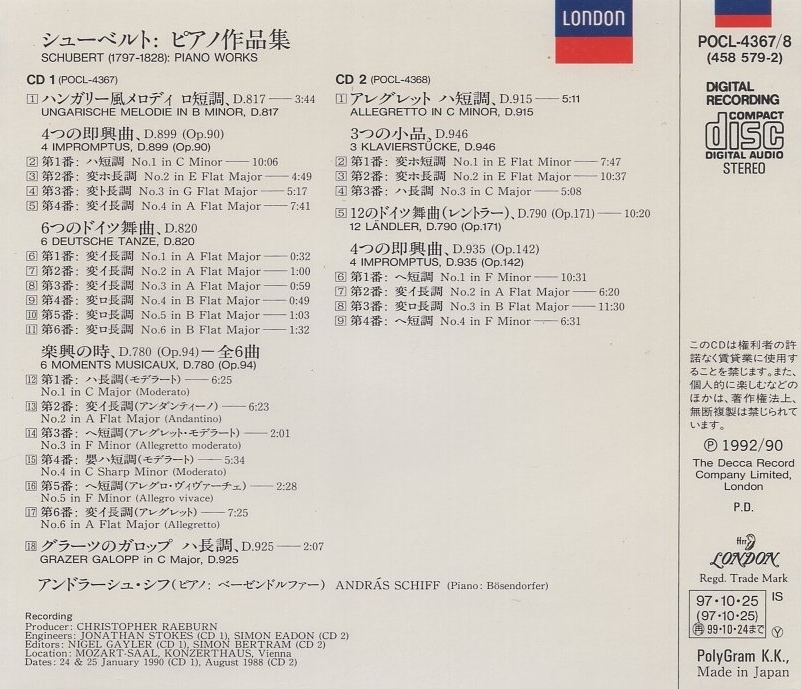 シューベルト: ピアノ作品集
SCHUBERT (1797-1828): PIANO WORKS
CD 1 (POCL-4367)
1 ハンガリー風メロディ ロ短調、D.817 — 3:44
UNGARISCHE MELODIE IN B MINOR, D.817
4つの即興曲、D.899 (Op.90)
4 IMPROMPTUS, D.899 (Op.90)
2 第1番: ハ短調 No.1 in C Minor — 10:06
3 第2番: 変ホ長調 No.2 in E Flat Major — 4:49
4 第3番: 変ト長調 No.3 in G Flat Major — 5:17
5 第4番: 変イ長調 No.4 in A Flat Major — 7:41
6つのドイツ舞曲、D.820
6 DEUTSCHE TANZE, D.820
6 第1番: 変イ長調 No.1 in A Flat Major — 0:32
7 第2番: 変イ長調 No.2 in A Flat Major — 1:00
8 第3番: 変イ長調 No.3 in A Flat Major — 0:59
9 第4番: 変ロ長調 No.4 in B Flat Major — 0:49
10 第5番: 変ロ長調 No.5 in B Flat Major — 1:03
11 第6番: 変ロ長調 No.6 in B Flat Major — 1:32
楽興の時、D.780 (Op.94) — 全6曲
6 MOMENTS MUSICAUX, D.780 (Op.94)
12 第1番: ハ長調(モデラート) — 6:25
No.1 in C Major (Moderato)
13 第2番: 変イ長調(アンダンティーノ) — 6:23
No.2 in A Flat Major (Andantino)
14 第3番: ヘ短調(アレグレット・モデラート) — 2:01
No.3 in F Minor (Allegretto moderato)
15 第4番: 嬰ハ短調(モデラート) — 5:34
No.4 in C Sharp Minor (Moderato)
16 第5番: ヘ短調(アレグロ・ヴィヴァーチェ) — 2:28
No.5 in F Minor (Allegro vivace)
17 第6番: 変イ長調(アレグレット) — 7:25
No.6 in A Flat Major (Allegretto)
18 グラーツのガロップ ハ長調、D.925 — 2:07
GRAZER GALOPP in C Major, D.925
CD 2 (POCL-4368)
1 アレグレット ハ短調、D.915 — 5:11
ALLEGRETTO IN C MINOR, D.915
3つの小品、D.946
3 KLAVIERSTÜCKE, D.946
2 第1番: 変ホ短調 No.1 in E Flat Minor — 7:47
3 第2番: 変ホ長調 No.2 in E Flat Major — 10:37
4 第3番: ハ長調 No.3 in C Major — 5:08
5 12のドイツ舞曲(レントラー)、D.790 (Op.171) — 10:20
12 LÄNDLER, D.790 (Op.171)
4つの即興曲、D.935 (Op.142)
4 IMPROMPTUS, D.935 (Op.142)
6 第1番: ヘ短調 No.1 in F Minor — 10:31
7 第2番: 変イ長調 No.2 in A Flat Major — 6:20
8 第3番: 変ロ長調 No.3 in B Flat Major — 11:30
9 第4番: ヘ短調 No.4 in F Minor — 6:31
アンドラーシュ・シフ(ピアノ: ベーゼンドルファー) ANDRÁS SCHIFF (Piano: Bösendorfer)
Recording
Producer: CHRISTOPHER RAEBURN
Engineers: JONATHAN STOKES (CD 1), SIMON EADON (CD 2)
Editors: NIGEL GAYLER (CD 1), SIMON BERTRAM (CD 2)
Location: MOZART-SAAL, KONZERTHAUS, Vienna
Dates: 24 & 25 January 1990 (CD 1), August 1988 (CD 2)
LONDON
POCL-4367/8
(458 579-2)
DIGITAL
RECORDING
COMPACT
disc
DIGITAL AUDIO
STEREO
このCDは権利者の許
諾なく賃貸業に使用す
ることを禁じます。また、
個人的に楽しむなどの
ほかは、著作権法上、
無断複製は禁じられて
います。
Ⓟ 1992/90
The Decca Record
Company Limited,
London
P.D.
ffrr
LONDON
Regd. Trade Mark
97・10・25 IS
(97・10・25)
再 99・10・24まで Y
PolyGram K.K.,
Made in Japan